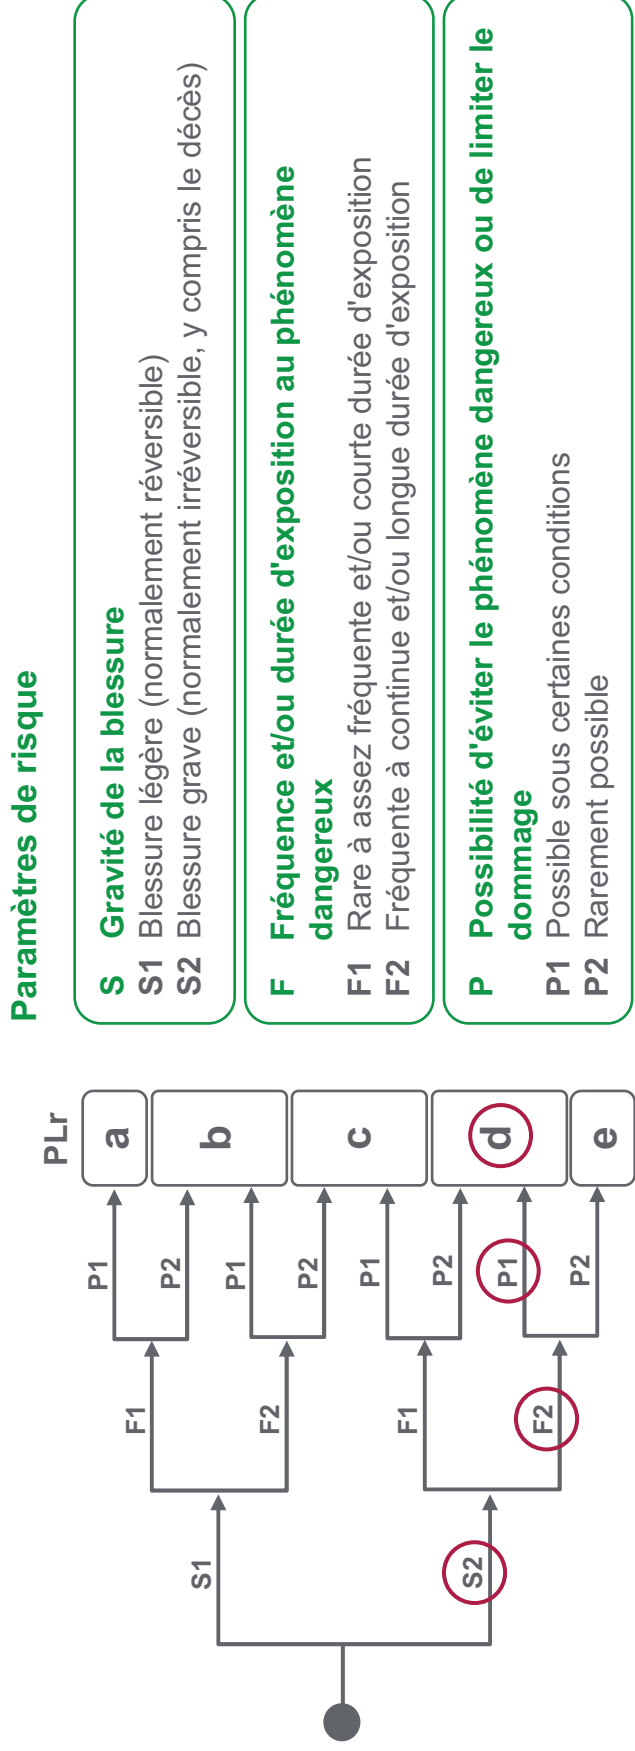 Paramètres de risque
S Gravité de la blessure
S1 Blessure légère (normalement réversible)
S2 Blessure grave (normalement irréversible, y compris le décès)
F Fréquence et/ou durée d'exposition au phénomène
dangereux
F1 Rare à assez fréquente et/ou courte durée d'exposition
F2 Fréquente à continue et/ou longue durée d'exposition
P Possibilité d'éviter le phénomène dangereux ou de limiter le
dommage
P1 Possible sous certaines conditions
P2 Rarement possible
PLr
S1
S2
F1
F2
F1
F2
P1
P2
P1
P2
P1
P2
P1
P2
a
b
c
d
e